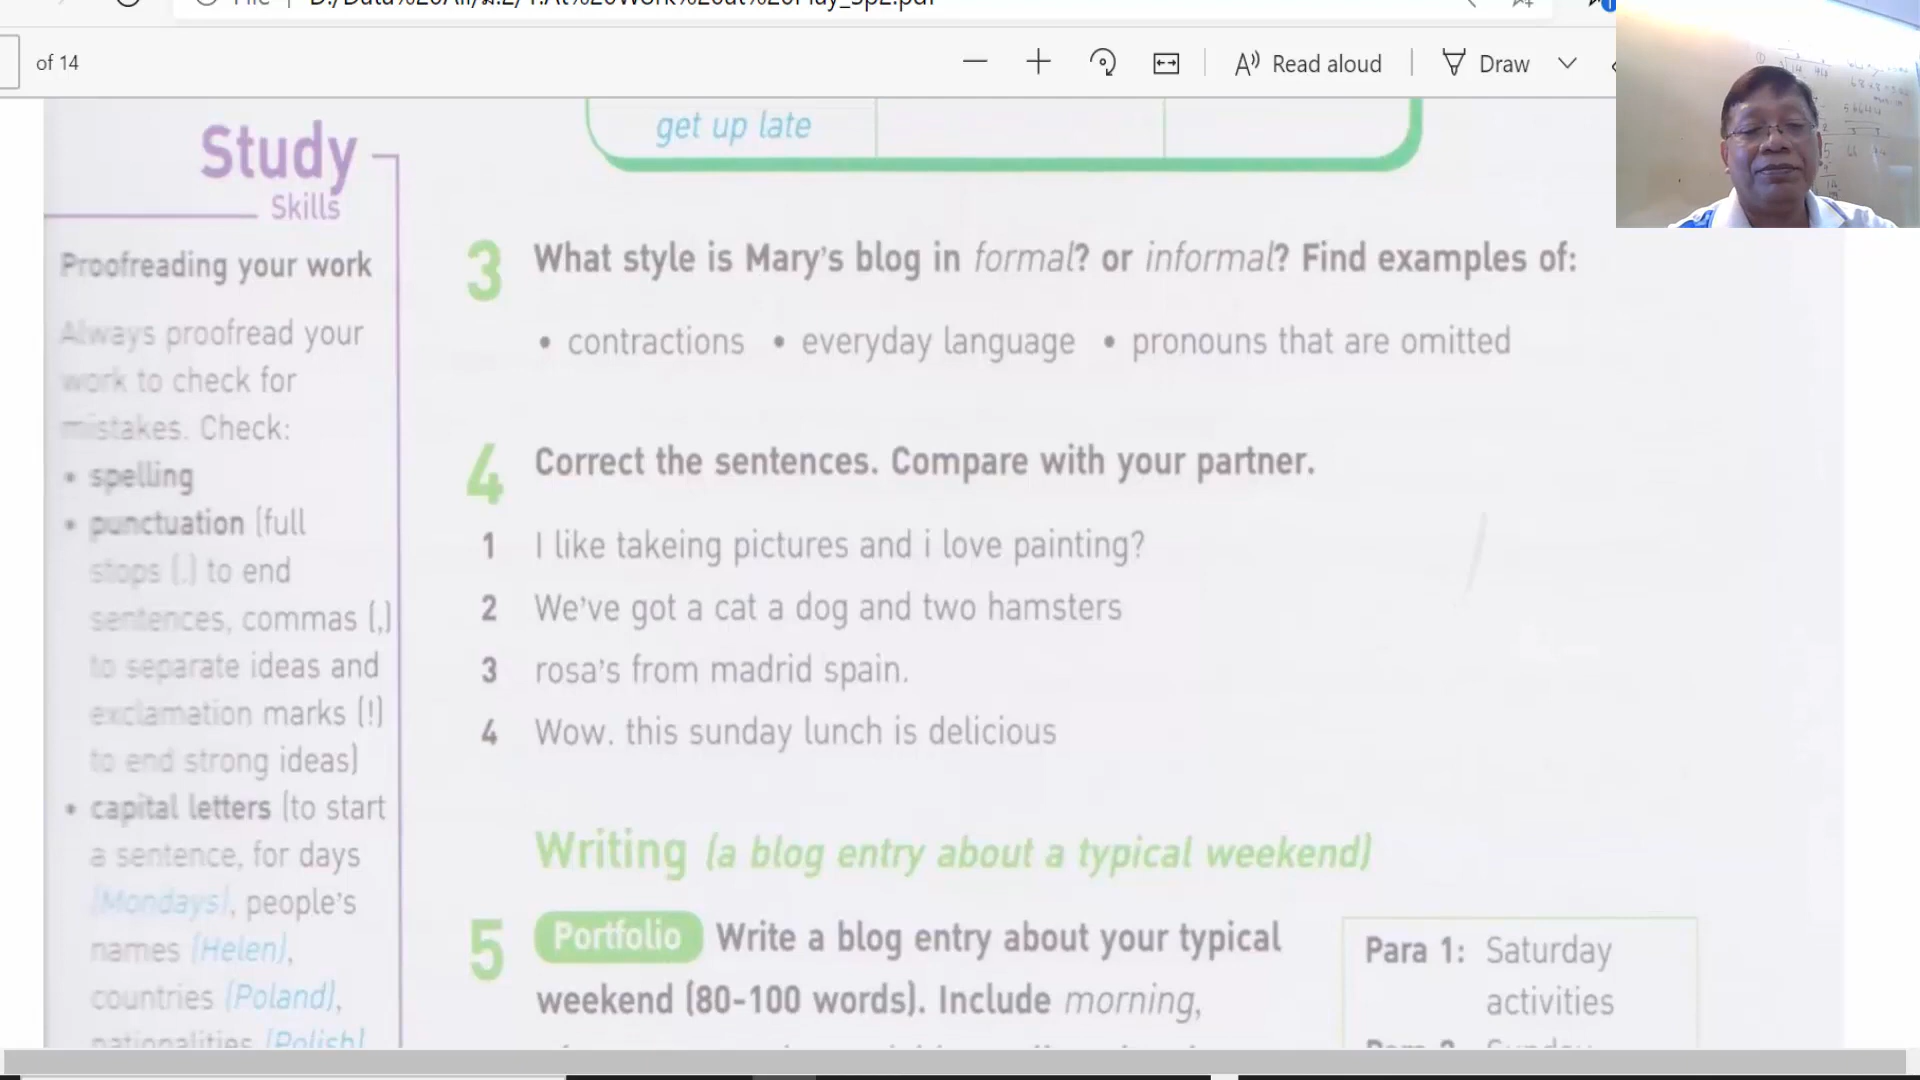 of 14
Read aloud
Draw
get up late
Study
Skills
Proofreading your work
Always proofread your
work to check for
mistakes. Check:
• spelling
• punctuation (full
stops (.) to end
sentences, commas (,)
to separate ideas and
exclamation marks (!)
to end strong ideas)
• capital letters (to start
a sentence, for days
(Mondays), people's
names (Helen),
countries (Poland),
nationalities (Polish)
3 What style is Mary's blog in formal? or informal? Find examples of:
• contractions • everyday language • pronouns that are omitted
4 Correct the sentences. Compare with your partner.
1 I like takeing pictures and i love painting?
2 We've got a cat a dog and two hamsters
3 rosa's from madrid spain.
4 Wow. this sunday lunch is delicious
Writing (a blog entry about a typical weekend)
5 Portfolio Write a blog entry about your typical
weekend (80-100 words). Include morning,
Para 1: Saturday
activities